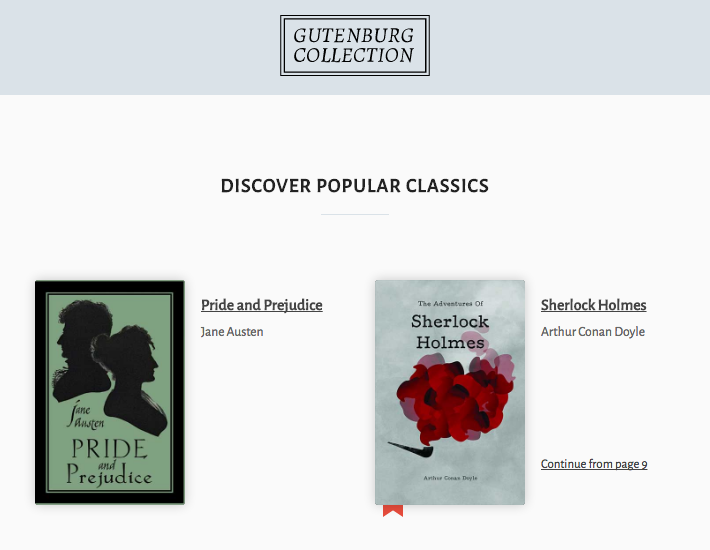 GUTENBURG
COLLECTION
DISCOVER POPULAR CLASSICS
Jane
Austen
PRIDE
and
Prejudice
Pride and Prejudice
Jane Austen
The Adventures Of
Sherlock
Holmes
Arthur Conan Doyle
Sherlock Holmes
Arthur Conan Doyle
Continue from page 9